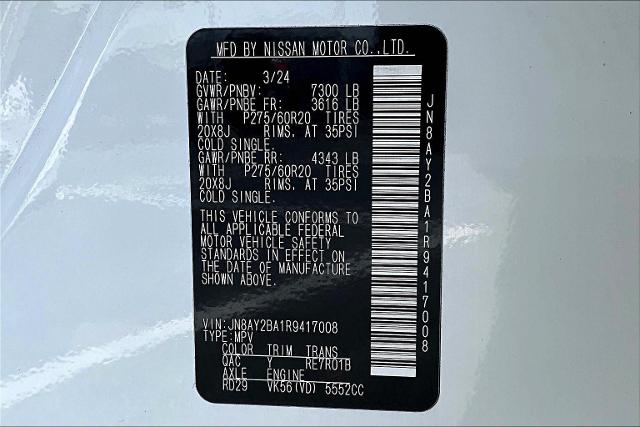 MFD BY NISSAN MOTOR CO.,LTD.
DATE: 3/24
GVWR/PNBV: 7300 LB
GAWR/PNBE FR: 3616 LB
WITH P275/60R20 TIRES
20X8J RIMS. AT 35PSI
COLD SINGLE.
GAWR/PNBE RR: 4343 LB
WITH P275/60R20 TIRES
20X8J RIMS. AT 35PSI
COLD SINGLE.
THIS VEHICLE CONFORMS TO
ALL APPLICABLE FEDERAL
MOTOR VEHICLE SAFETY
STANDARDS IN EFFECT ON
THE DATE OF MANUFACTURE
SHOWN ABOVE.
VIN:JN8AY2BA1R9417008
TYPE:MPV
COLOR TRIM TRANS
QAC Y RE7R01B
AXLE ENGINE
RD29 VK56(VD) 5552CC
JN8AY2BA1R9417008